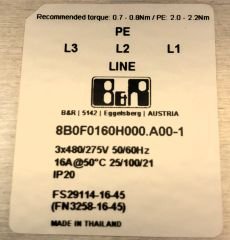 Recommended torque: 0.7 - 0.8Nm / PE: 2.0 - 2.2Nm
PE
L3 L2 L1
LINE
B&R
B&R | 5142 | Eggelsberg | AUSTRIA
8B0F0160H000.A00-1
3x480/275V 50/60Hz
16A@50°C 25/100/21
IP20
FS29114-16-45
(FN3258-16-45)
MADE IN THAILAND